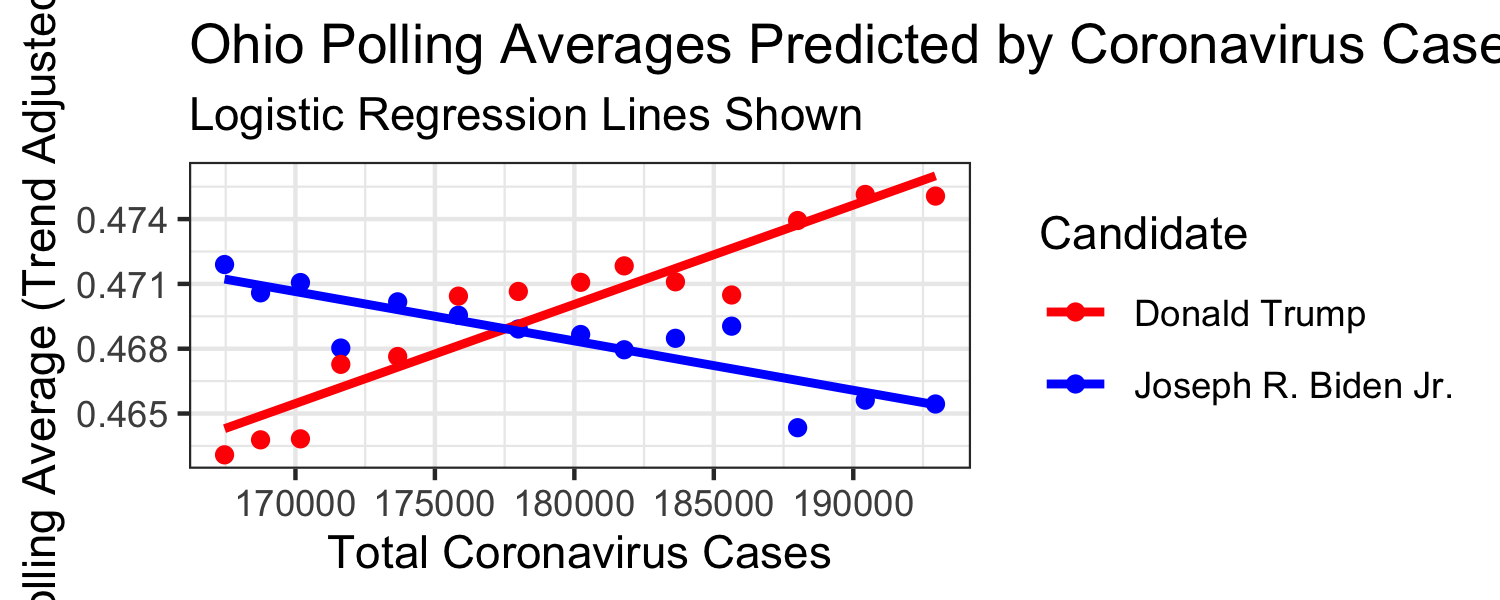 Ohio Polling Averages Predicted by Coronavirus Case
Logistic Regression Lines Shown
olling Average (Trend Adjusted
0.474
0.471
0.468
0.465
170000 175000 180000 185000 190000
Total Coronavirus Cases
Candidate
Donald Trump
Joseph R. Biden Jr.